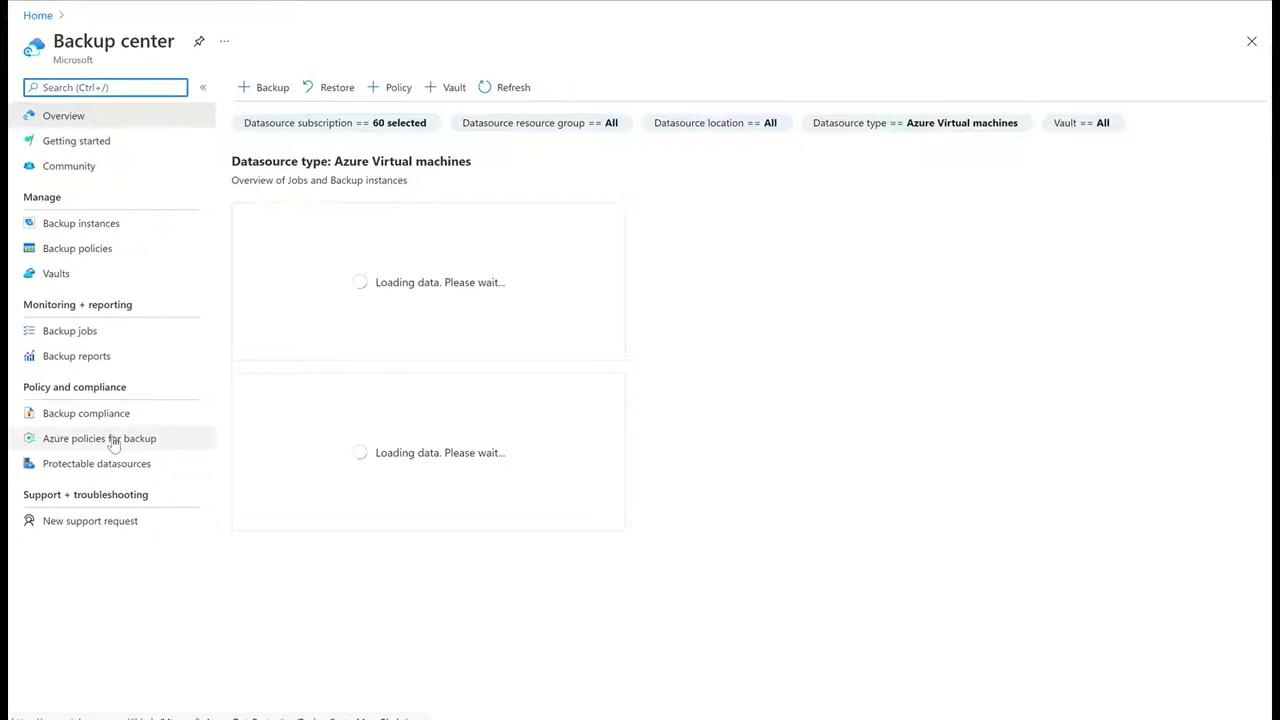 Home
Backup center
Microsoft
Search (Ctrl+/)
Backup Restore Policy Vault Refresh
Overview
Getting started
Community
Manage
Backup instances
Backup policies
Vaults
Monitoring + reporting
Backup jobs
Backup reports
Policy and compliance
Backup compliance
Azure policies for backup
Protectable datasources
Support + troubleshooting
New support request
Datasource subscription == 60 selected Datasource resource group == All Datasource location == All Datasource type == Azure Virtual machines Vault == All
Datasource type: Azure Virtual machines
Overview of Jobs and Backup instances
Loading data. Please wait...
Loading data. Please wait...